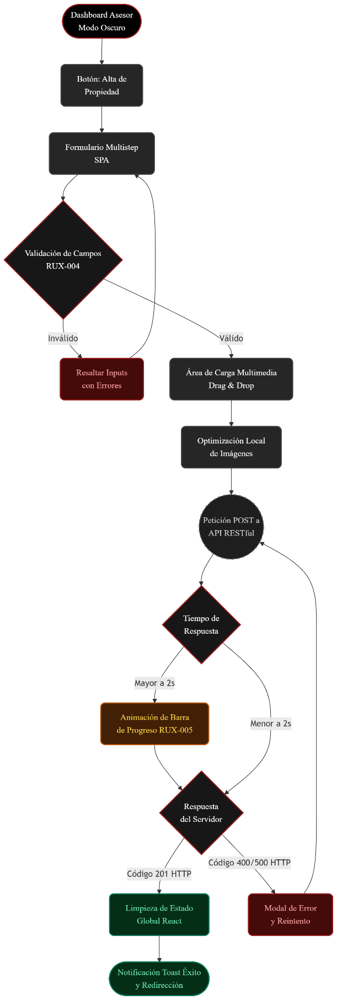 Dashboard Asesor
Modo Oscuro
Botón: Alta de
Propiedad
Formulario Multistep
SPA
Validación de Campos
RUX-004
Inválido
Válido
Resaltar Inputs
con Errores
Área de Carga Multimedia
Drag & Drop
Optimización Local
de Imágenes
Petición POST a
API RESTful
Tiempo de
Respuesta
Mayor a 2s
Menor a 2s
Animación de Barra
de Progreso RUX-005
Respuesta
del Servidor
Código 201 HTTP
Código 400/500 HTTP
Limpieza de Estado
Global React
Modal de Error
y Reintento
Notificación Toast Éxito
y Redirección